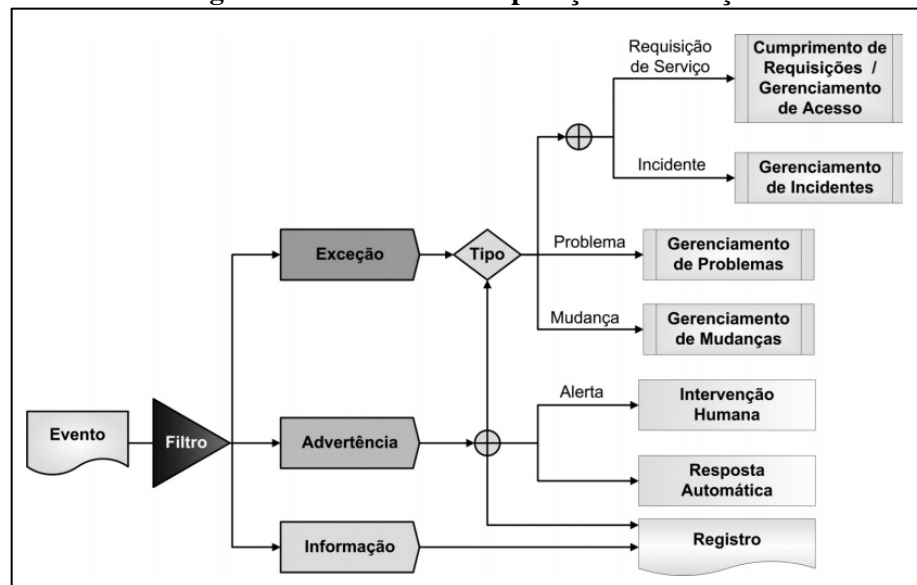 Requisição
de Serviço
Cumprimento de
Requisições /
Gerenciamento
de Acesso
Incidente
Gerenciamento
de Incidentes
Exceção
Tipo
Problema
Gerenciamento
de Problemas
Mudança
Gerenciamento
de Mudanças
Evento
Filtro
Advertência
Alerta
Intervenção
Humana
Resposta
Automática
Informação
Registro